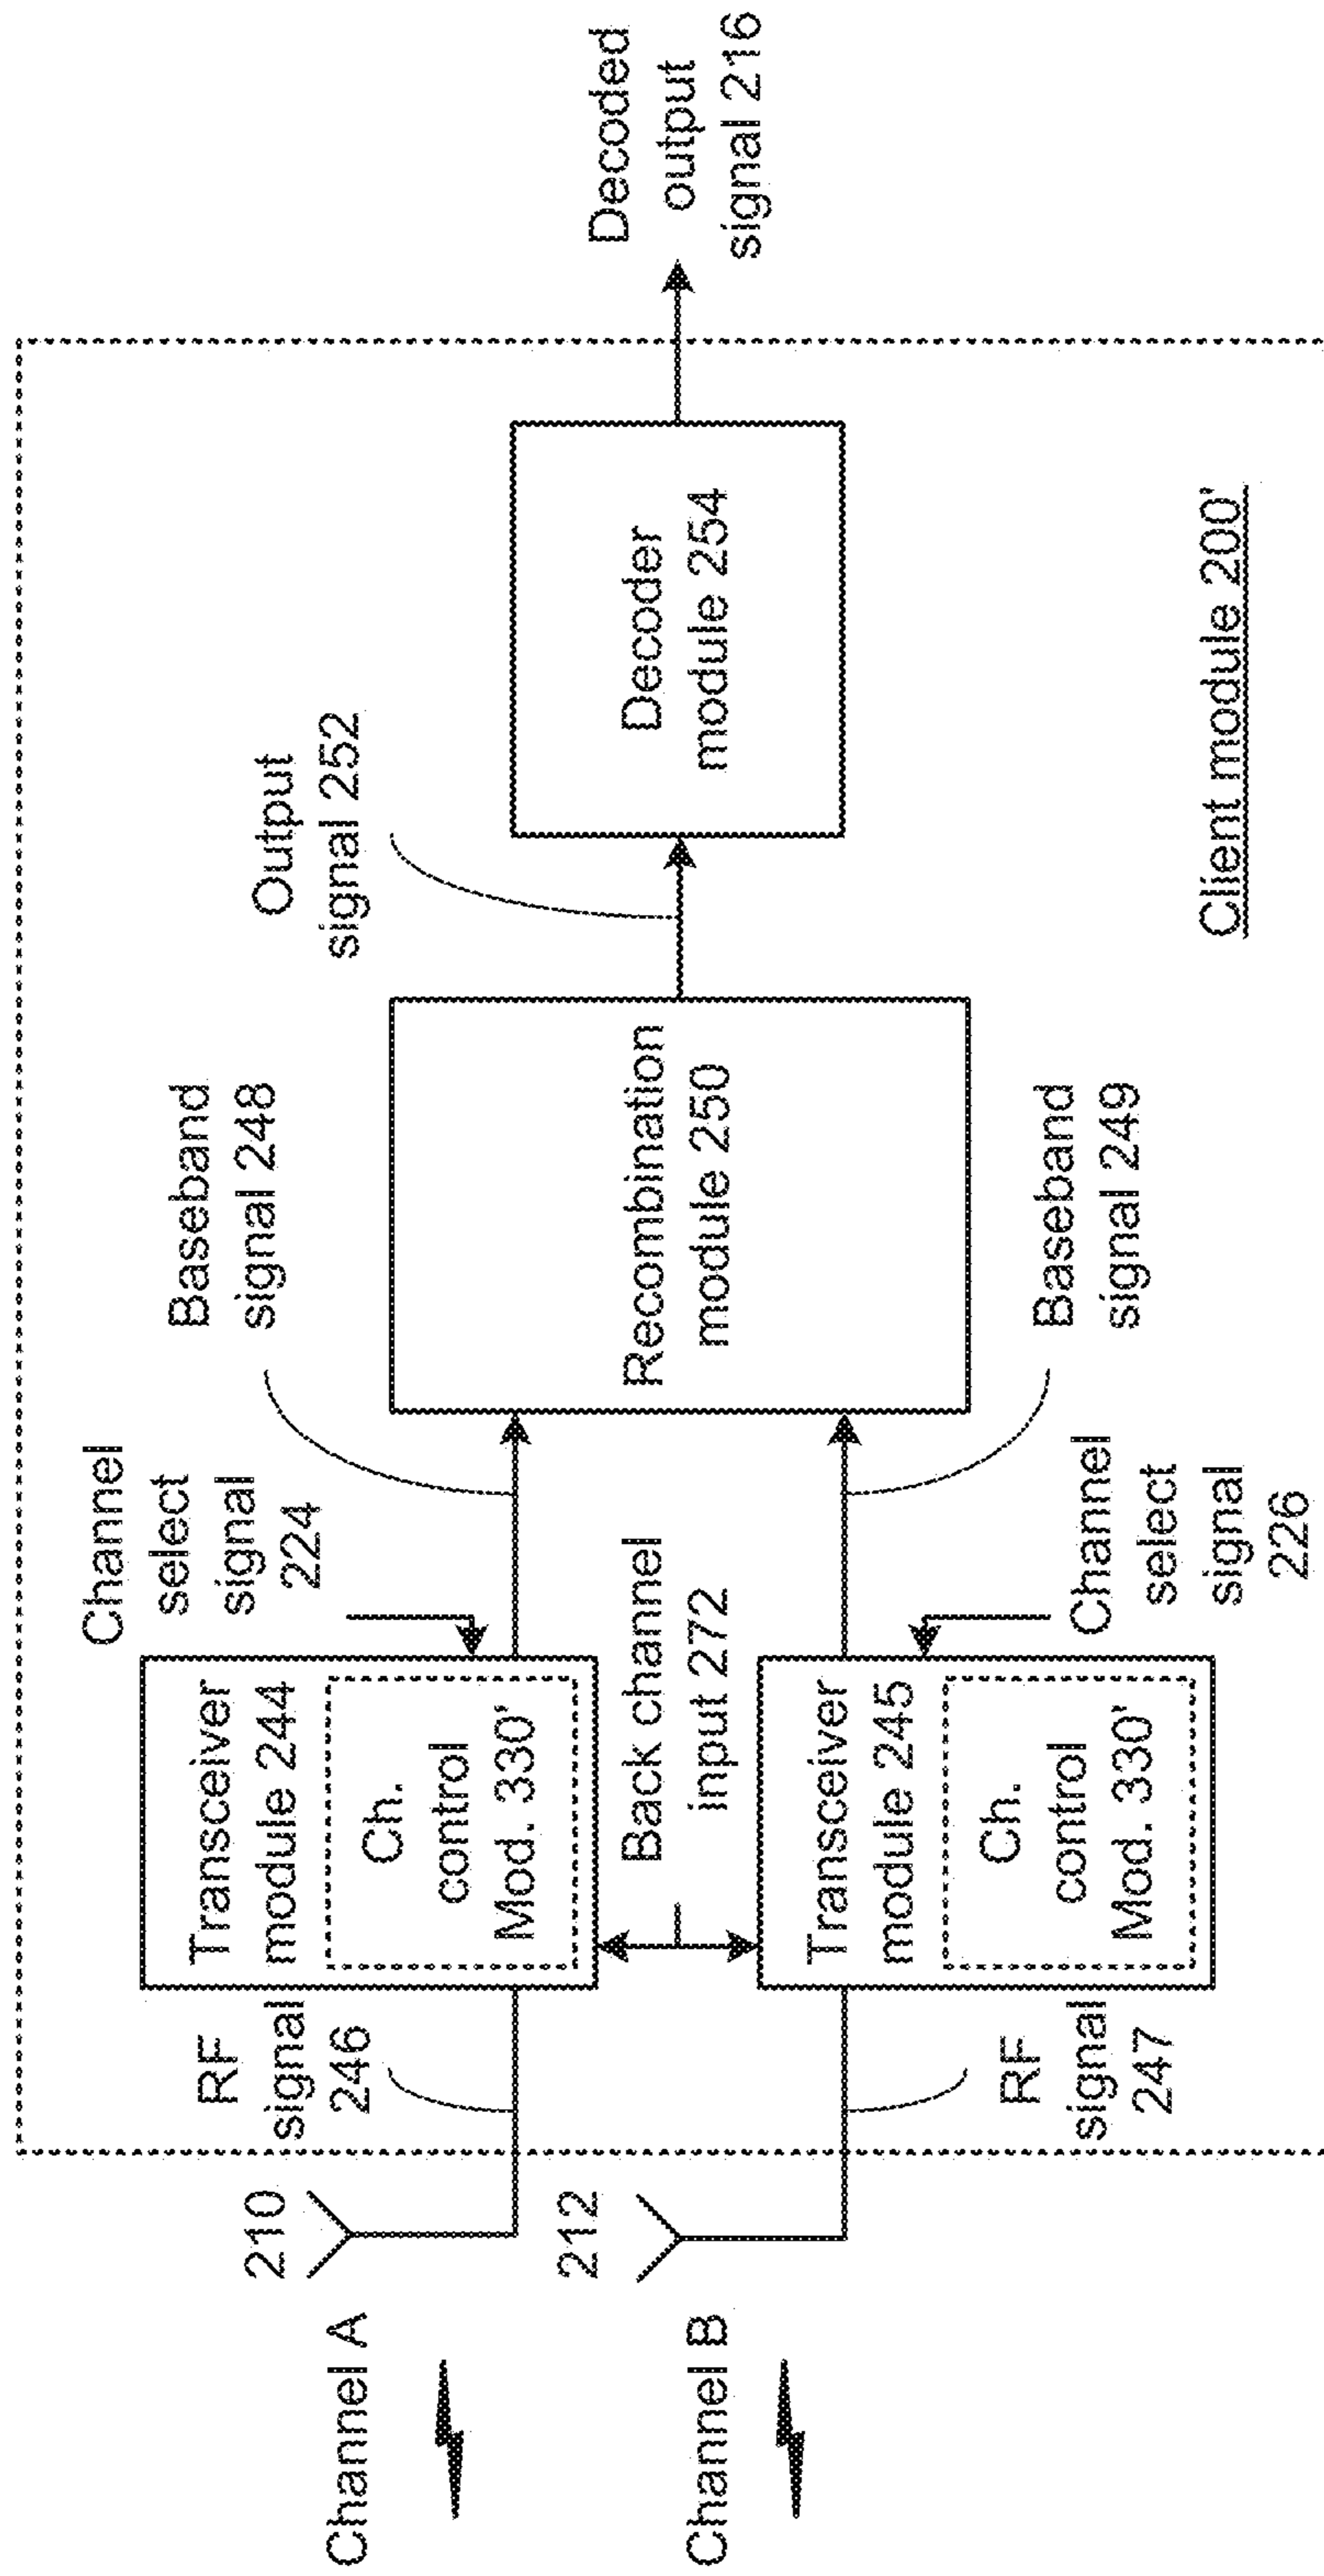 Channel A
210
Channel B
212
RF
signal
246
Transceiver
module 244
Ch.
control
Mod. 330'
Channel
select
signal
224
Baseband
signal 248
Back channel
input 272
RF
signal
247
Transceiver
module 245
Ch.
control
Mod. 330'
Channel
select
signal
226
Baseband
signal 249
Recombination
module 250
Output
signal 252
Decoder
module 254
Decoded
output
signal 216
Client module 200'